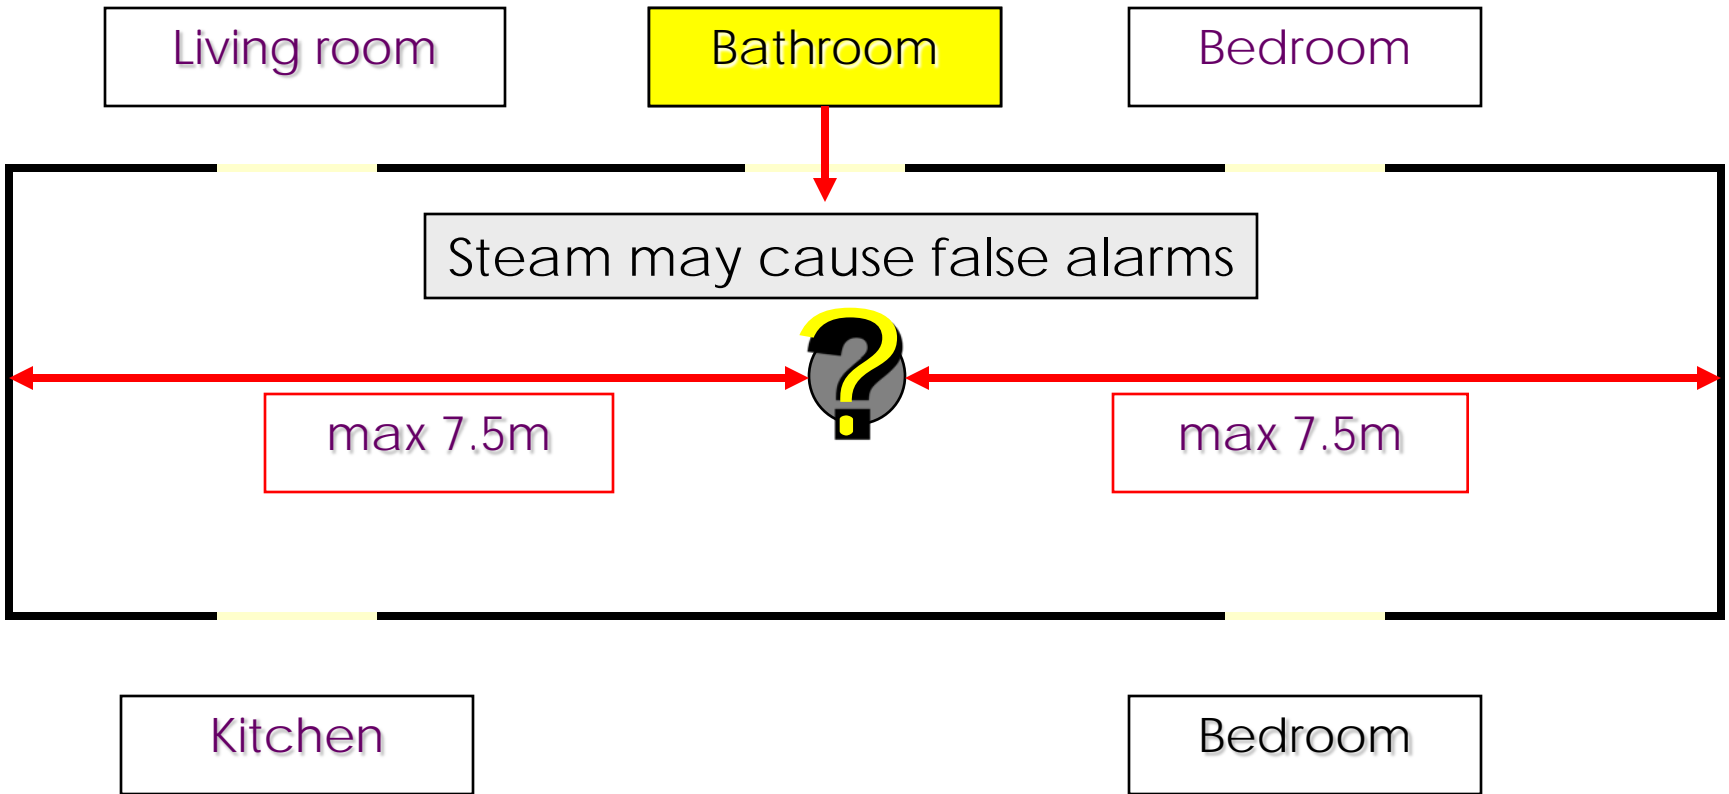 Living room
Bathroom
Bedroom
Steam may cause false alarms
?
max 7.5m
max 7.5m
Kitchen
Bedroom